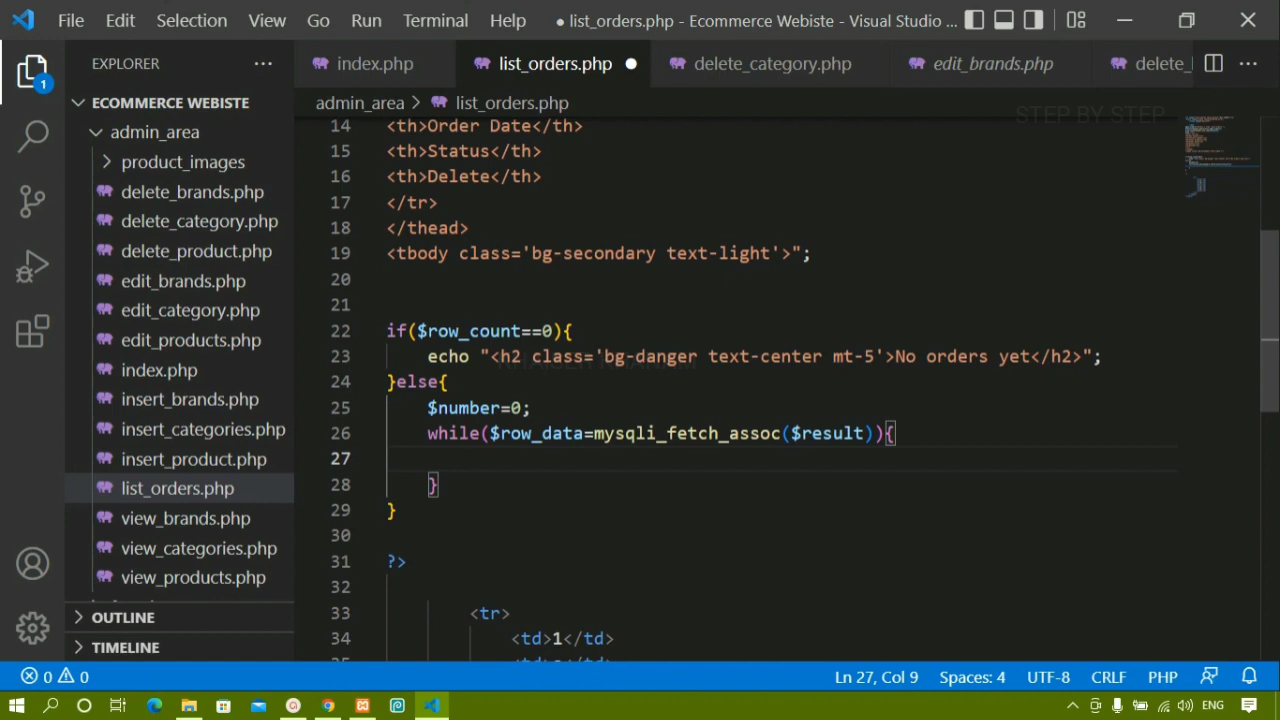 File Edit Selection View Go Run Terminal Help ● list_orders.php - Ecommerce Webiste - Visual Studio ...
EXPLORER ...
index.php list_orders.php ● delete_category.php edit_brands.php delete_l ...
ECOMMERCE WEBISTE
admin_area > list_orders.php
STEP BY STEP
admin_area
product_images
delete_brands.php
delete_category.php
delete_product.php
edit_brands.php
edit_category.php
edit_products.php
index.php
insert_brands.php
insert_categories.php
insert_product.php
list_orders.php
view_brands.php
view_categories.php
view_products.php
OUTLINE
TIMELINE
1
14 <th>Order Date</th>
15 <th>Status</th>
16 <th>Delete</th>
17 </tr>
18 </thead>
19 <tbody class='bg-secondary text-light'>";
20
21
22 if($row_count==0){
23 echo "<h2 class='bg-danger text-center mt-5'>No orders yet</h2>";
24 }else{
25 $number=0;
26 while($row_data=mysqli_fetch_assoc($result)){
27
28 }
29 }
30
31 ?>
32
33 <tr>
34 <td>1</td>
0 0 Ln 27, Col 9 Spaces: 4 UTF-8 CRLF PHP
ENG